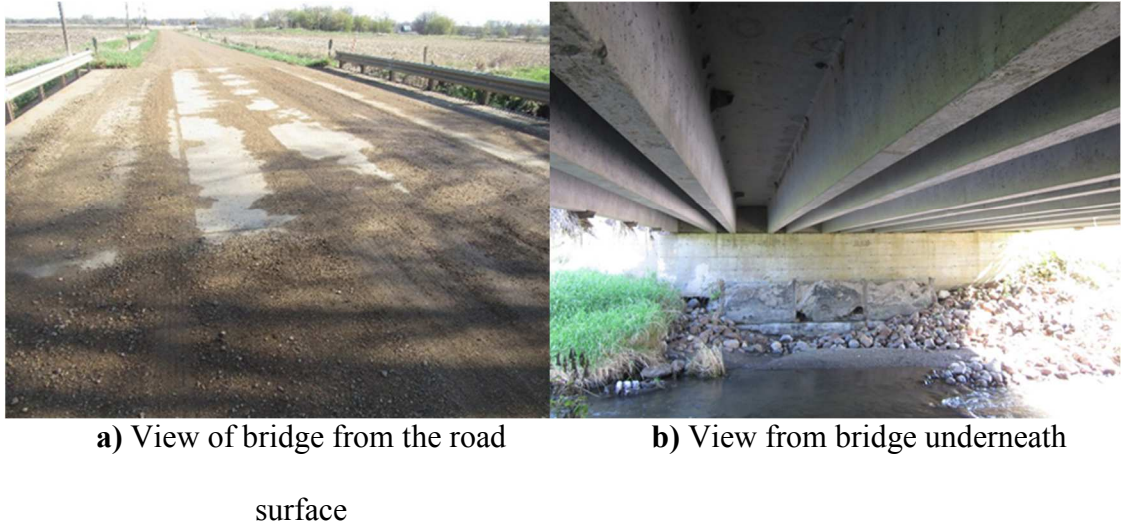 a) View of bridge from the road
surface
b) View from bridge underneath